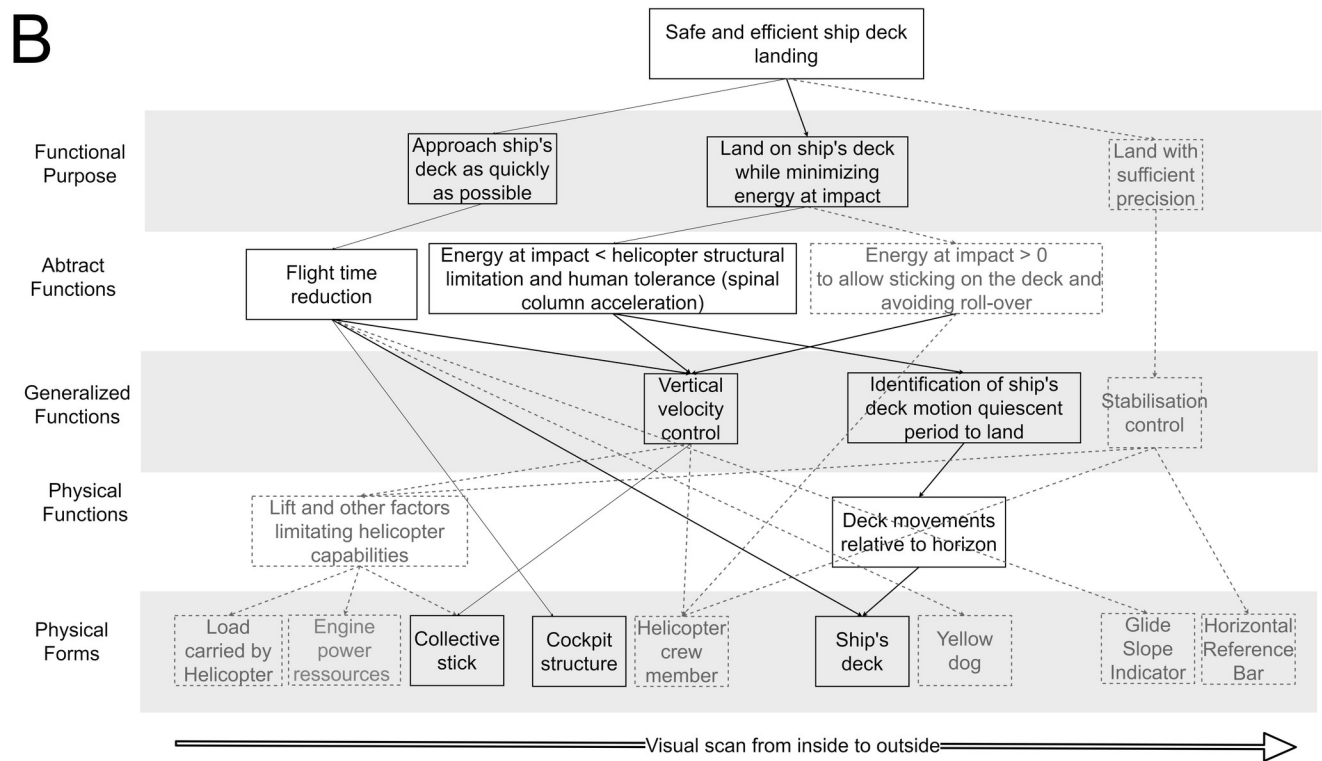 B
Safe and efficient ship deck
landing
Functional
Purpose
Approach ship's
deck as quickly
as possible
Land on ship's deck
while minimizing
energy at impact
Land with
sufficient
precision
Abtract
Functions
Flight time
reduction
Energy at impact < helicopter structural
limitation and human tolerance (spinal
column acceleration)
Energy at impact > 0
to allow sticking on the deck and
avoiding roll-over
Generalized
Functions
Vertical
velocity
control
Identification of ship's
deck motion quiescent
period to land
Stabilisation
control
Physical
Functions
Lift and other factors
limitating helicopter
capabilities
Deck movements
relative to horizon
Physical
Forms
Load
carried by
Helicopter
Engine
power
ressources
Collective
stick
Cockpit
structure
Helicopter
crew
member
Ship's
deck
Yellow
dog
Glide
Slope
Indicator
Horizontal
Reference
Bar
Visual scan from inside to outside